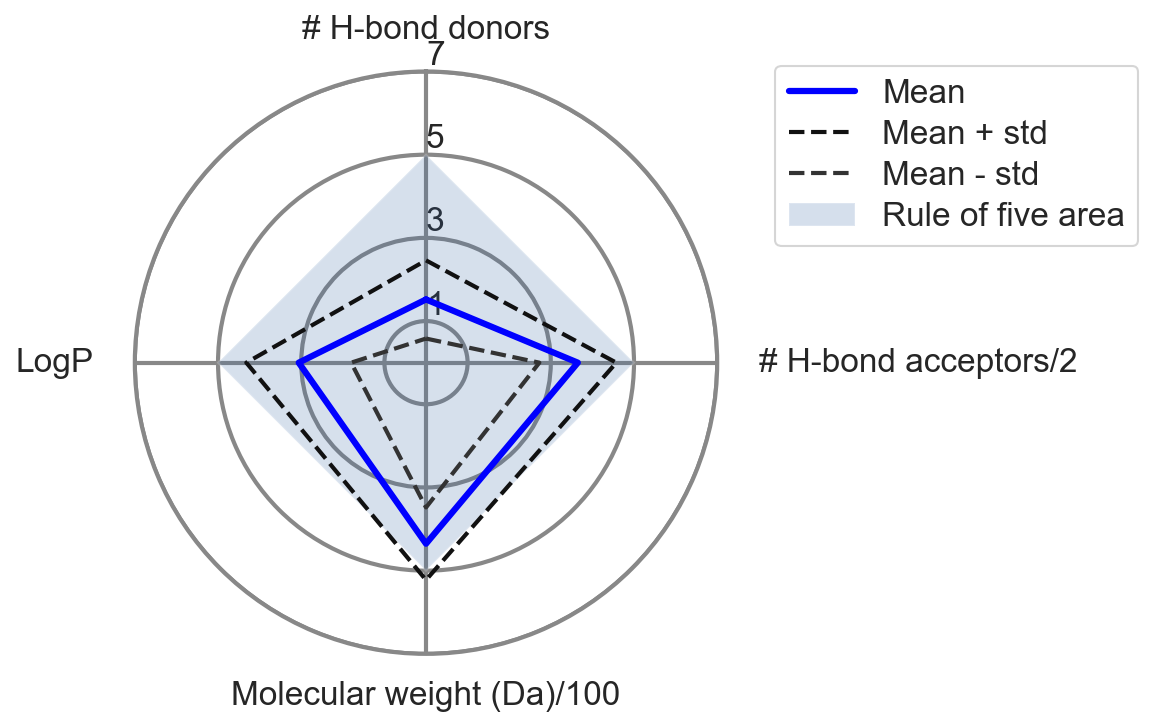 # H-bond donors
7
5
3
1
Mean
Mean + std
Mean - std
Rule of five area
LogP
# H-bond acceptors/2
Molecular weight (Da)/100